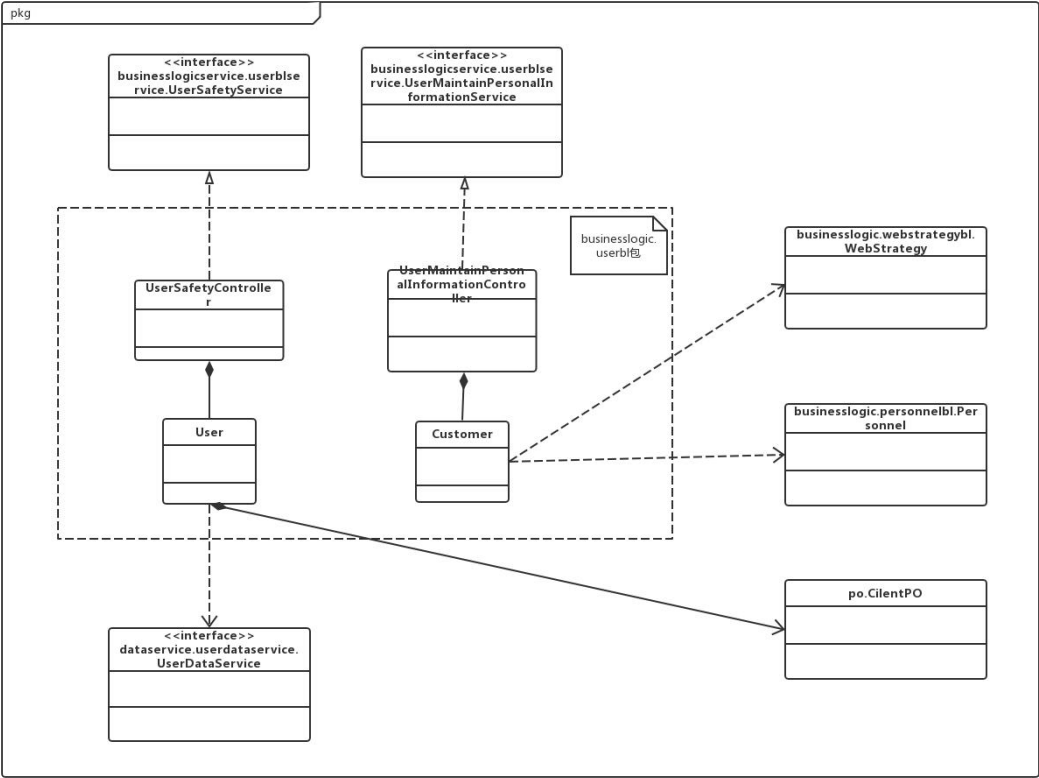 pkg
<<interface>>
businesslogicservice.userblse
rvice.UserSafetyService
<<interface>>
businesslogicservice.userblse
rvice.UserMaintainPersonalIn
formationService
businesslogic.
userbl包
businesslogic.webstrategybl.
WebStrategy
UserSafetyControlle
r
UserMaintainPerson
alInformationContro
ller
businesslogic.personnelbl.Per
sonnel
User
Customer
po.CilentPO
<<interface>>
dataservice.userdataservice.
UserDataService